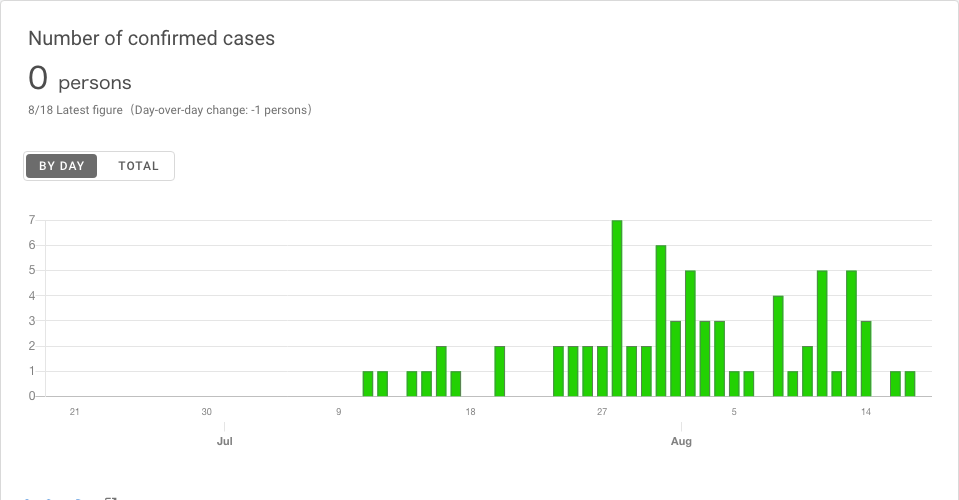 Number of confirmed cases
0 persons
8/18 Latest figure（Day-over-day change: -1 persons）
BY DAY TOTAL
7
6
5
4
3
2
1
0
21 30 9 18 27 5 14
Jul Aug